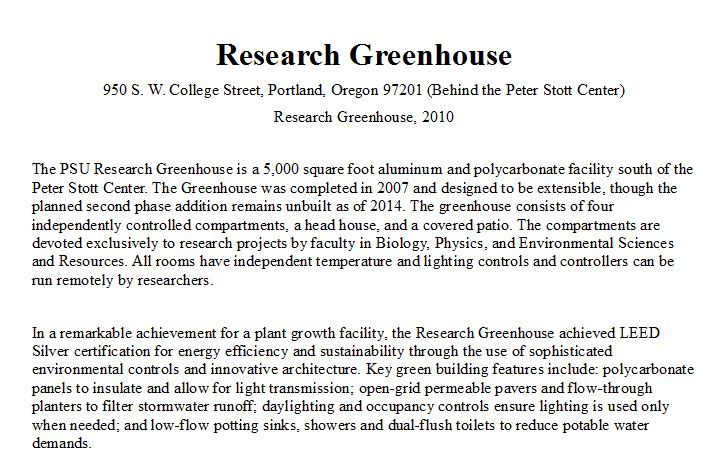 Research Greenhouse
950 S. W. College Street, Portland, Oregon 97201 (Behind the Peter Stott Center)
Research Greenhouse, 2010
The PSU Research Greenhouse is a 5,000 square foot aluminum and polycarbonate facility south of the
Peter Stott Center. The Greenhouse was completed in 2007 and designed to be extensible, though the
planned second phase addition remains unbuilt as of 2014. The greenhouse consists of four
independently controlled compartments, a head house, and a covered patio. The compartments are
devoted exclusively to research projects by faculty in Biology, Physics, and Environmental Sciences
and Resources. All rooms have independent temperature and lighting controls and controllers can be
run remotely by researchers.
In a remarkable achievement for a plant growth facility, the Research Greenhouse achieved LEED
Silver certification for energy efficiency and sustainability through the use of sophisticated
environmental controls and innovative architecture. Key green building features include: polycarbonate
panels to insulate and allow for light transmission; open-grid permeable pavers and flow-through
planters to filter stormwater runoff; daylighting and occupancy controls ensure lighting is used only
when needed; and low-flow potting sinks, showers and dual-flush toilets to reduce potable water
demands.